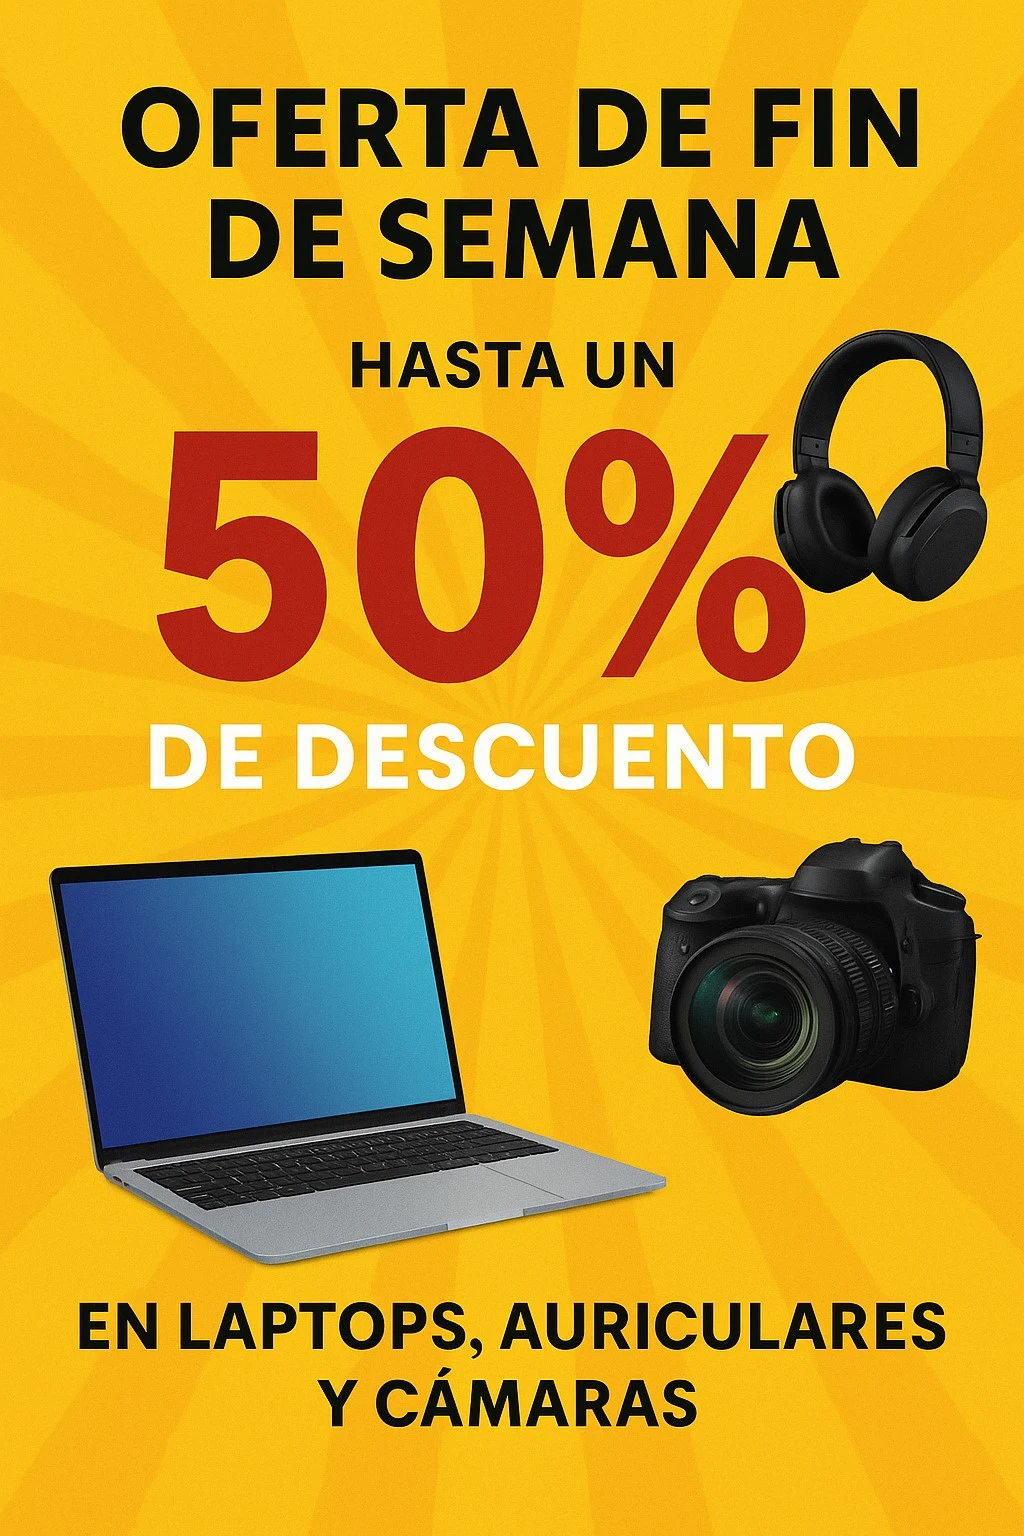 OFERTA DE FIN
DE SEMANA
HASTA UN
50%
DE DESCUENTO
EN LAPTOPS, AURICULARES
Y CÁMARAS